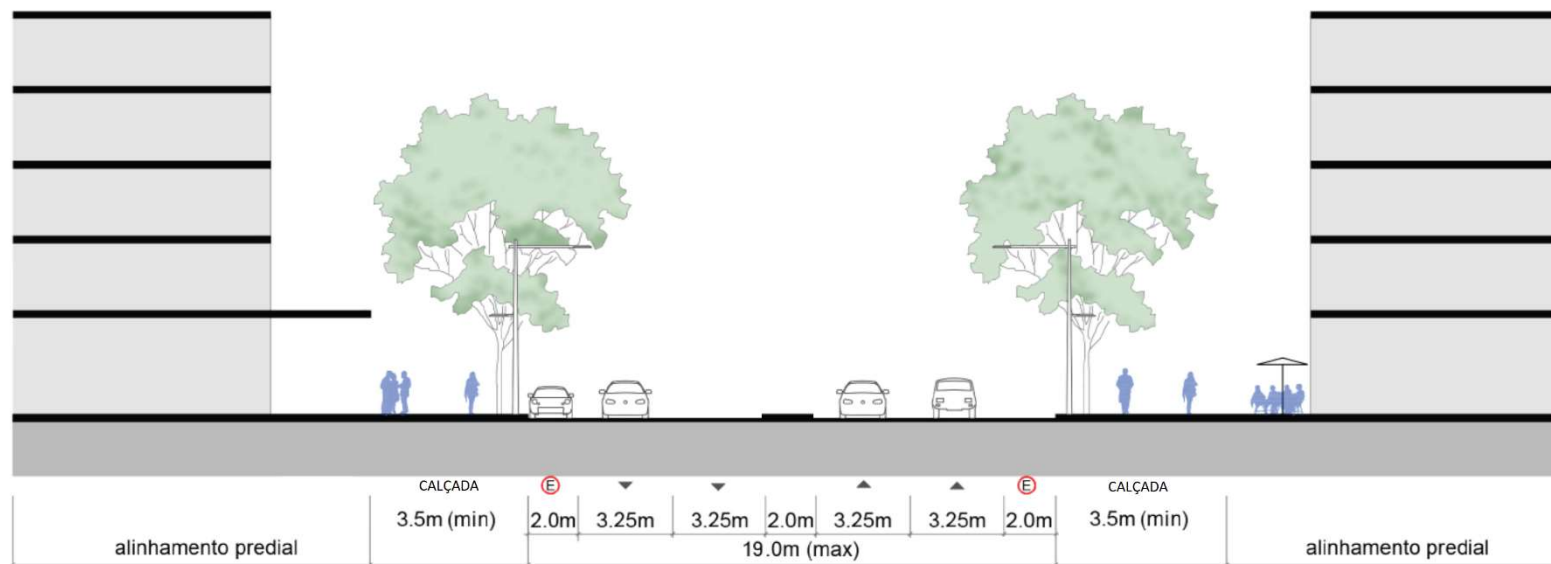 CALÇADA E E CALÇADA
3.5m (min) 2.0m 3.25m 3.25m 2.0m 3.25m 3.25m 2.0m 3.5m (min)
alinhamento predial 19.0m (max) alinhamento predial